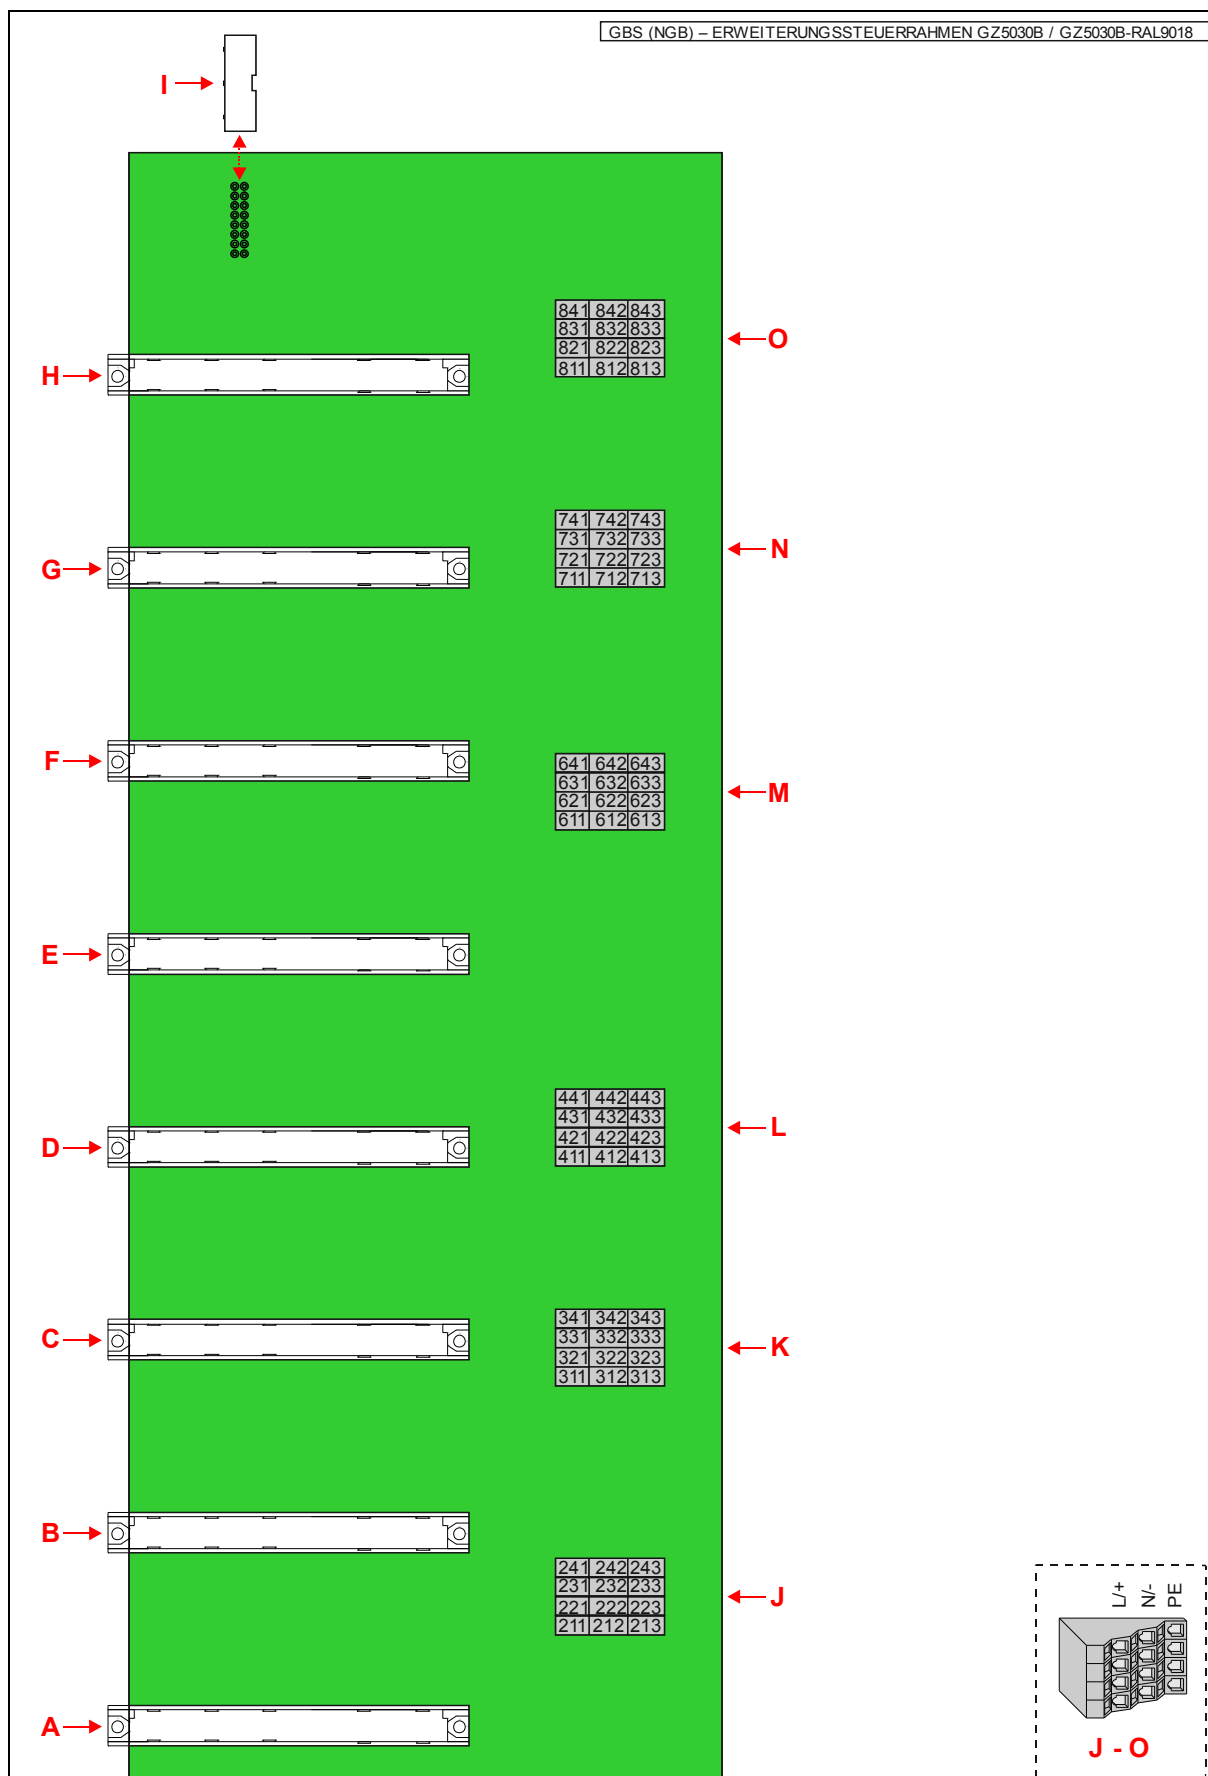 GBS (NGB) – ERWEITERUNGSSTEUERRAHMEN GZ5030B / GZ5030B-RAL9018
I
841 842 843
831 832 833
821 822 823
811 812 813
O
H
741 742 743
731 732 733
721 722 723
711 712 713
N
G
F
641 642 643
631 632 633
621 622 623
611 612 613
M
E
441 442 443
431 432 433
421 422 423
411 412 413
L
D
C
341 342 343
331 332 333
321 322 323
311 312 313
K
B
241 242 243
231 232 233
221 222 223
211 212 213
J
L/+
N/-
PE
A
J - O